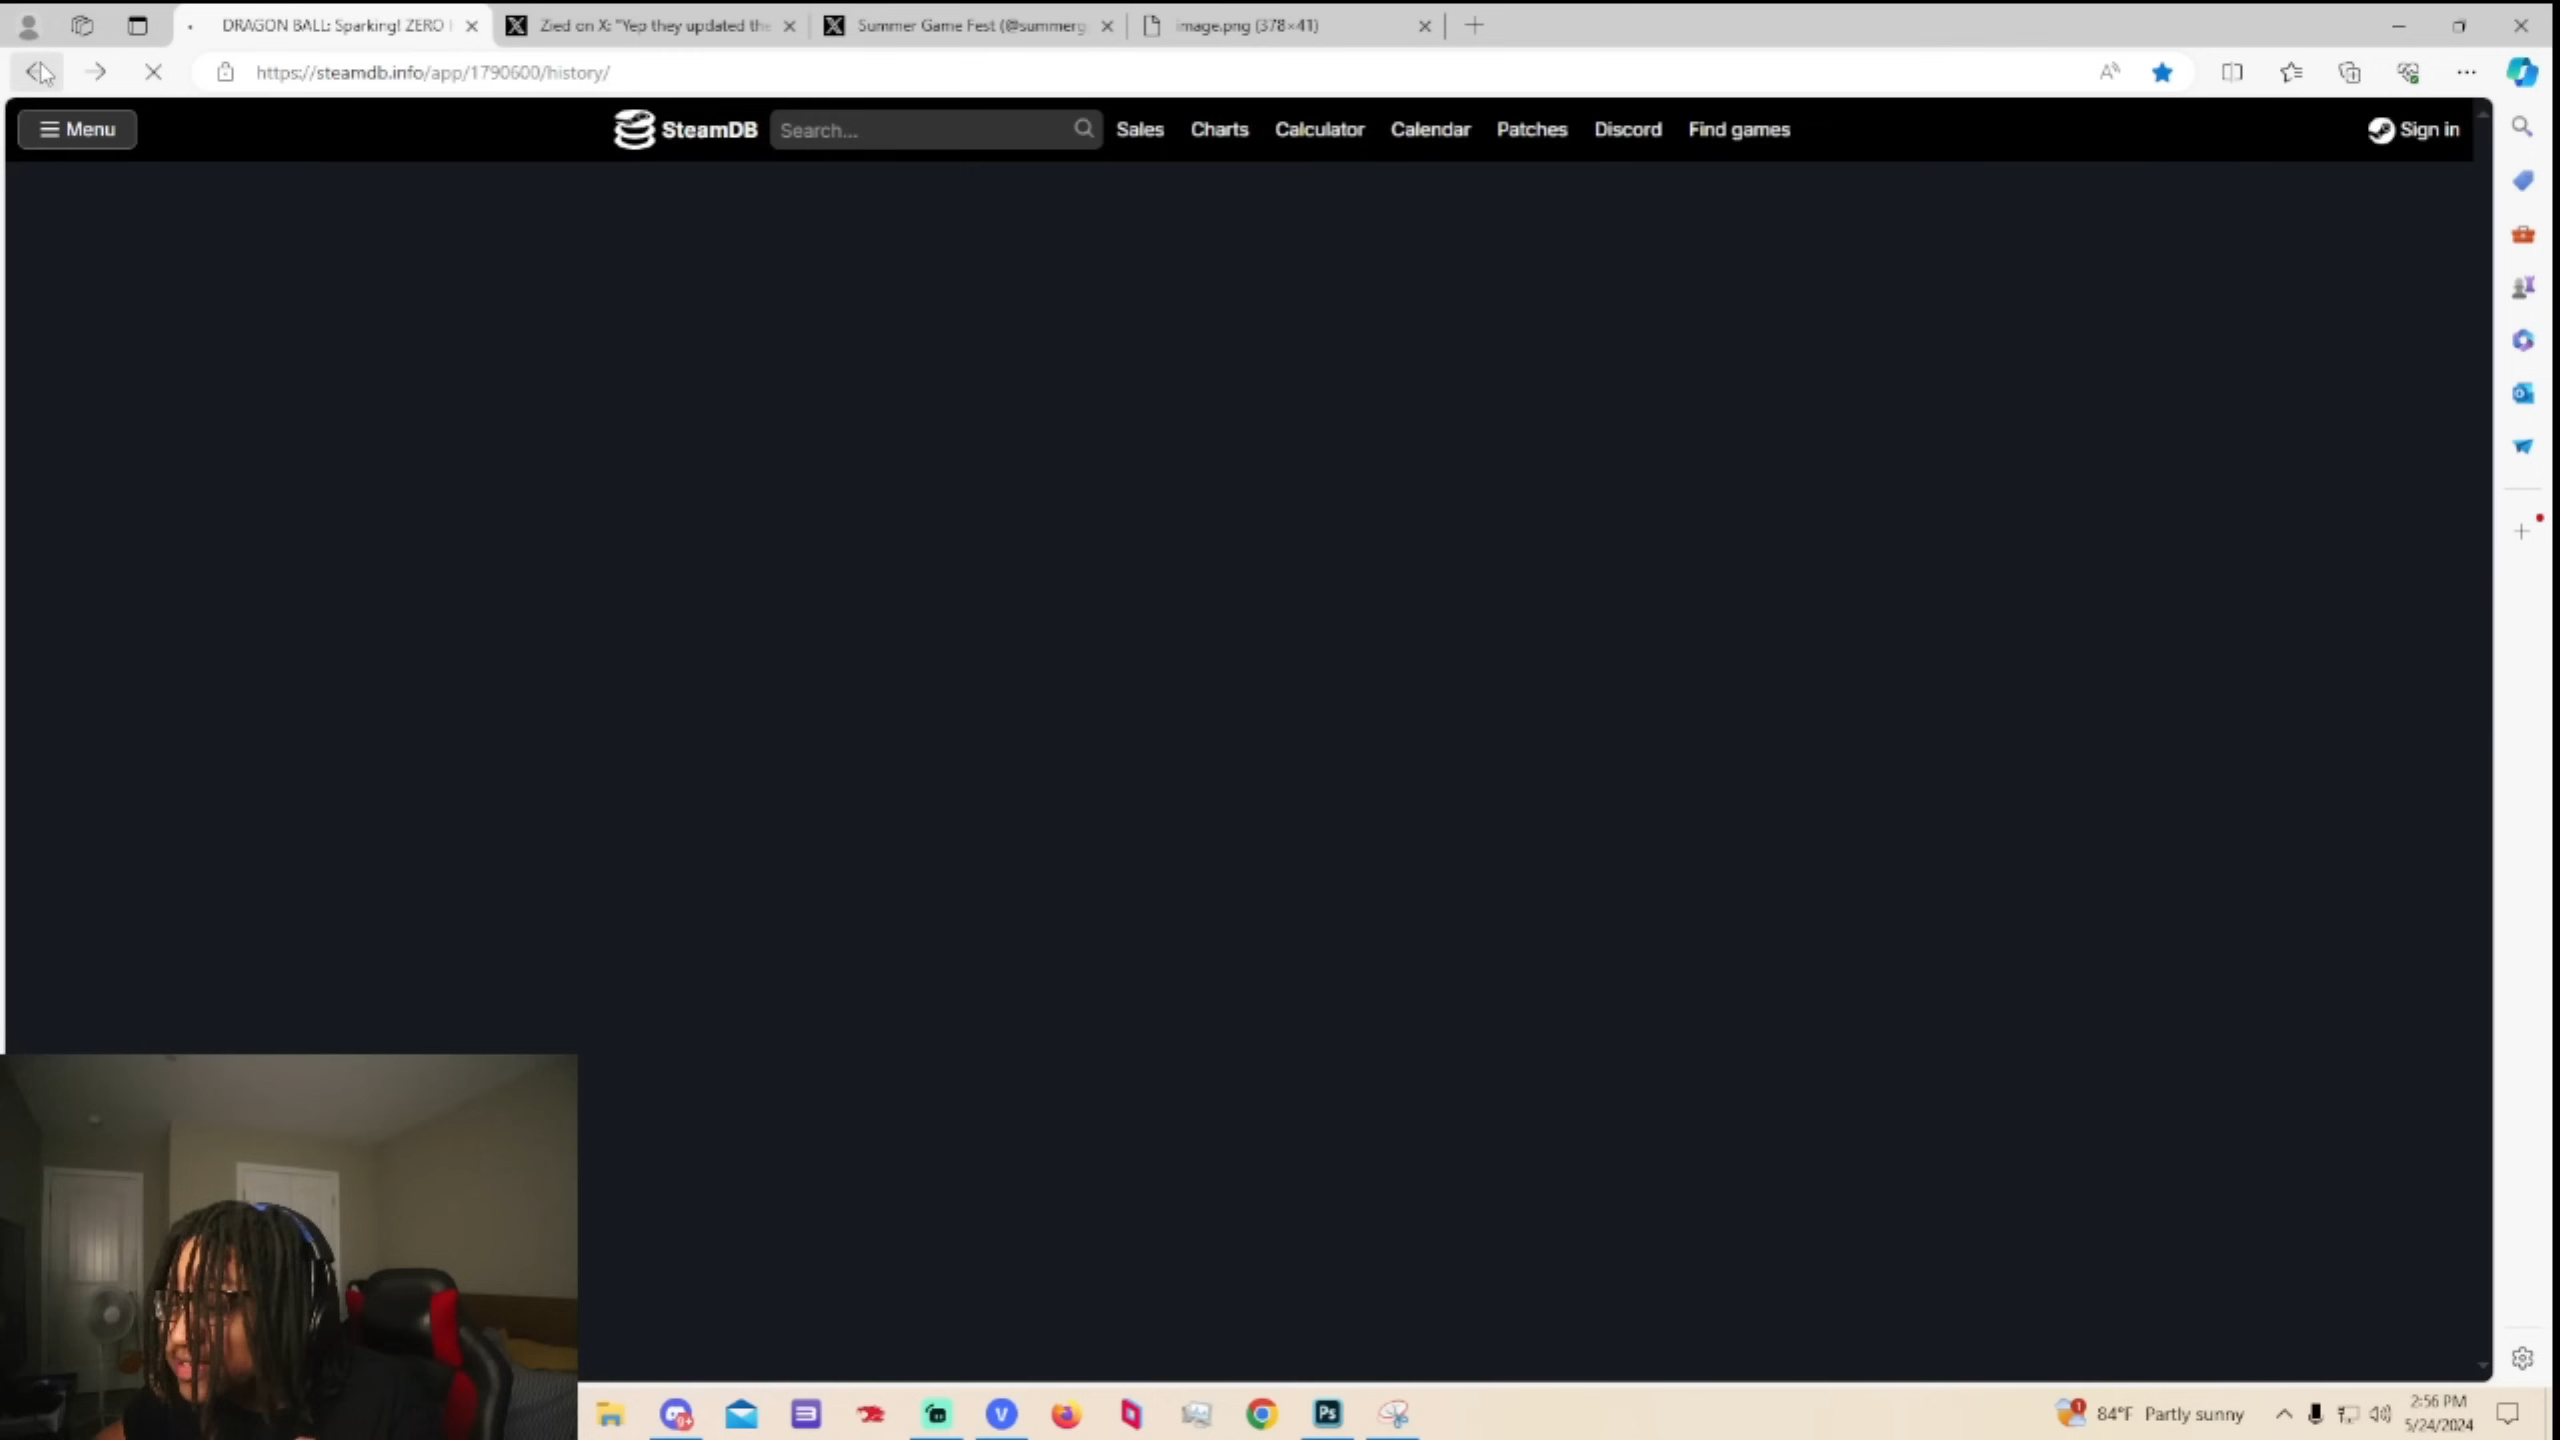 DRAGON BALL: Sparking! ZERO
Zied on X: "Yep they updated the
Summer Game Fest (@summerg
image.png (378×41)
https://steamdb.info/app/1790600/history/
Menu
SteamDB
Search...
Sales
Charts
Calculator
Calendar
Patches
Discord
Find games
Sign in
84°F Partly sunny
2:56 PM
5/24/2024
Ps
V